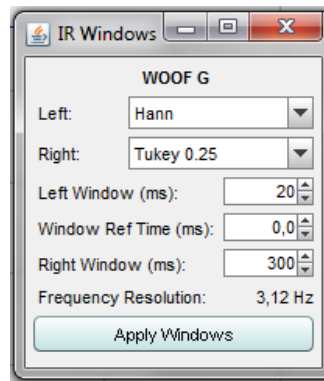 IR Windows
WOOF G
Left: Hann
Right: Tukey 0.25
Left Window (ms): 20
Window Ref Time (ms): 0,0
Right Window (ms): 300
Frequency Resolution: 3,12 Hz
Apply Windows